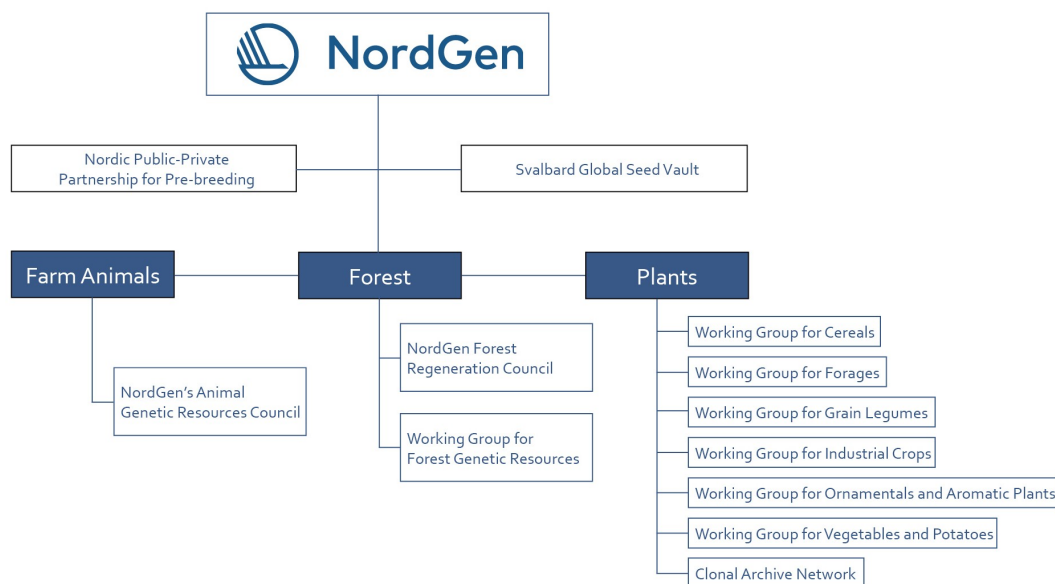 NordGen
Nordic Public-Private
Partnership for Pre-breeding
Svalbard Global Seed Vault
Farm Animals
Forest
Plants
NordGen's Animal
Genetic Resources Council
NordGen Forest
Regeneration Council
Working Group for
Forest Genetic Resources
Working Group for Cereals
Working Group for Forages
Working Group for Grain Legumes
Working Group for Industrial Crops
Working Group for Ornamentals and Aromatic Plants
Working Group for Vegetables and Potatoes
Clonal Archive Network